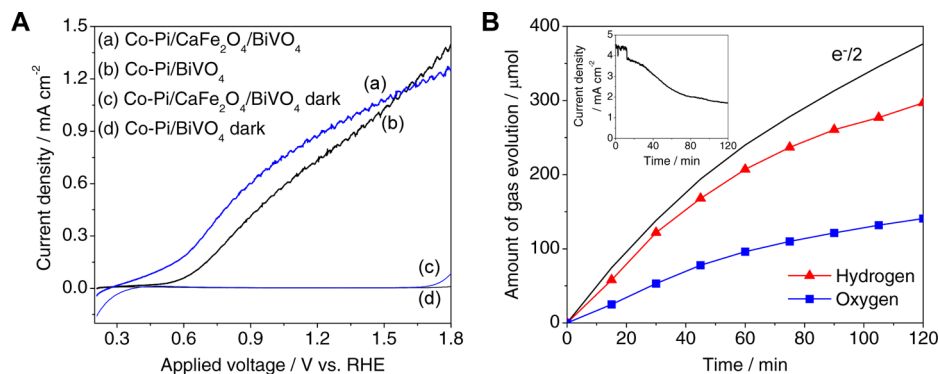 A
(a) Co-Pi/CaFe₂O₄/BiVO₄
(b) Co-Pi/BiVO₄
(c) Co-Pi/CaFe₂O₄/BiVO₄ dark
(d) Co-Pi/BiVO₄ dark
(a)
(b)
(c)
(d)
1.5
1.2
0.9
0.6
0.3
0.0
Current density / mA cm⁻²
0.3 0.6 0.9 1.2 1.5 1.8
Applied voltage / V vs. RHE
B
400
300
200
100
0
Amount of gas evolution / μmol
e⁻/2
5
4
3
2
1
0
Current density
/ mA cm⁻²
0 40 80 120
Time / min
Hydrogen
Oxygen
0 20 40 60 80 100 120
Time / min